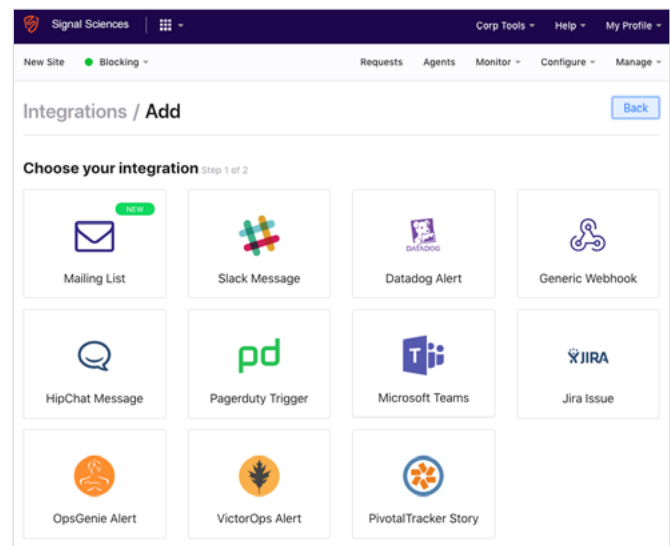 Signal Sciences Corp Tools Help My Profile
New Site Blocking Requests Agents Monitor Configure Manage
Integrations / Add Back
Choose your integration Step 1 of 2
NEW
DATADOG
Mailing List Slack Message Datadog Alert Generic Webhook
pd T JIRA
HipChat Message Pagerduty Trigger Microsoft Teams Jira Issue
OpsGenie Alert VictorOps Alert PivotalTracker Story